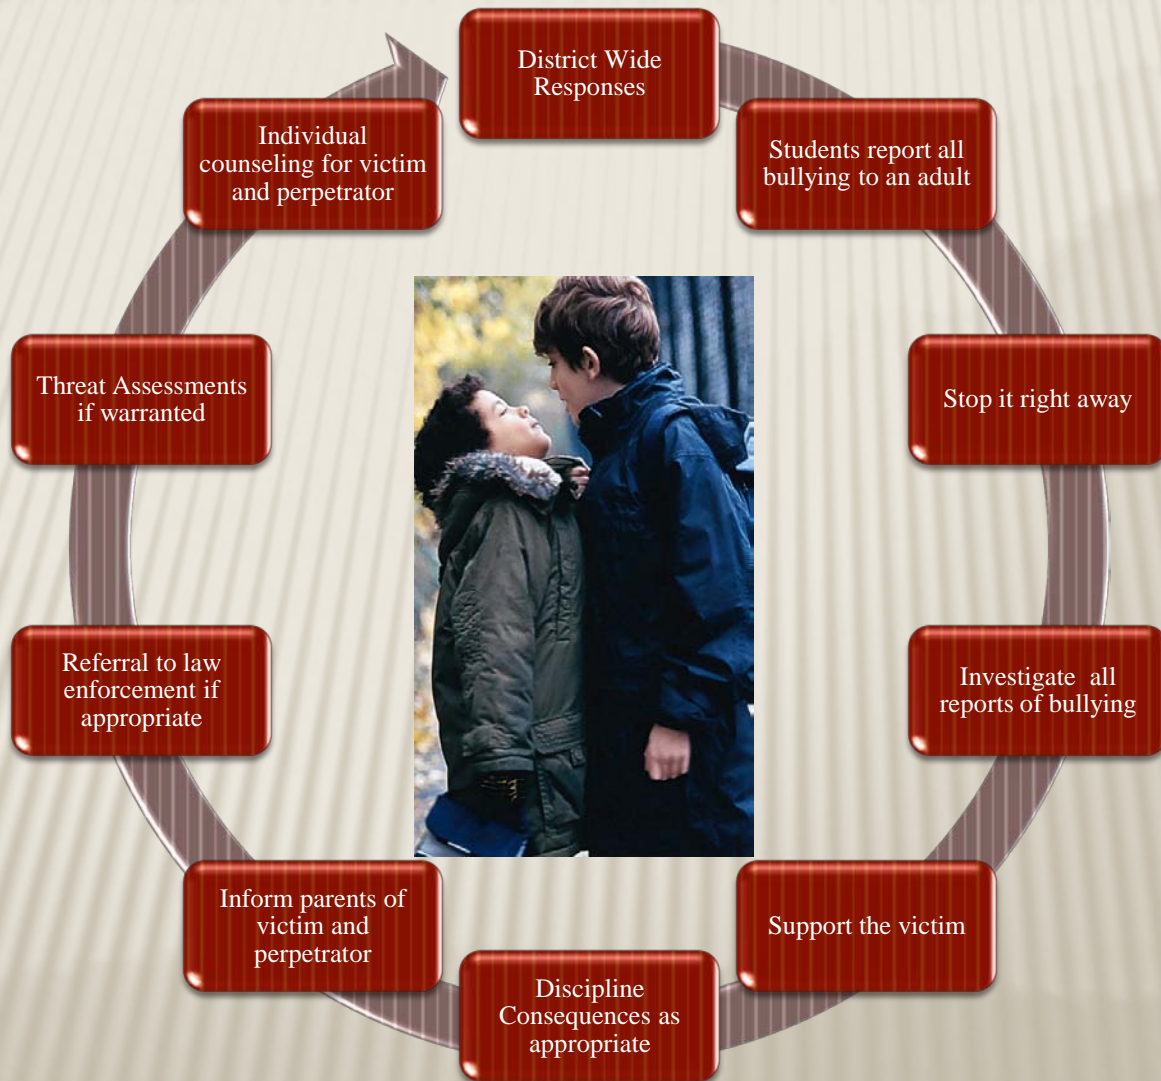 District Wide
Responses
Students report all
bullying to an adult
Stop it right away
Investigate  all
reports of bullying
Support the victim
Discipline
Consequences as
appropriate
Inform parents of
victim and
perpetrator
Referral to law
enforcement if
appropriate
Threat Assessments
if warranted
Individual
counseling for victim
and perpetrator